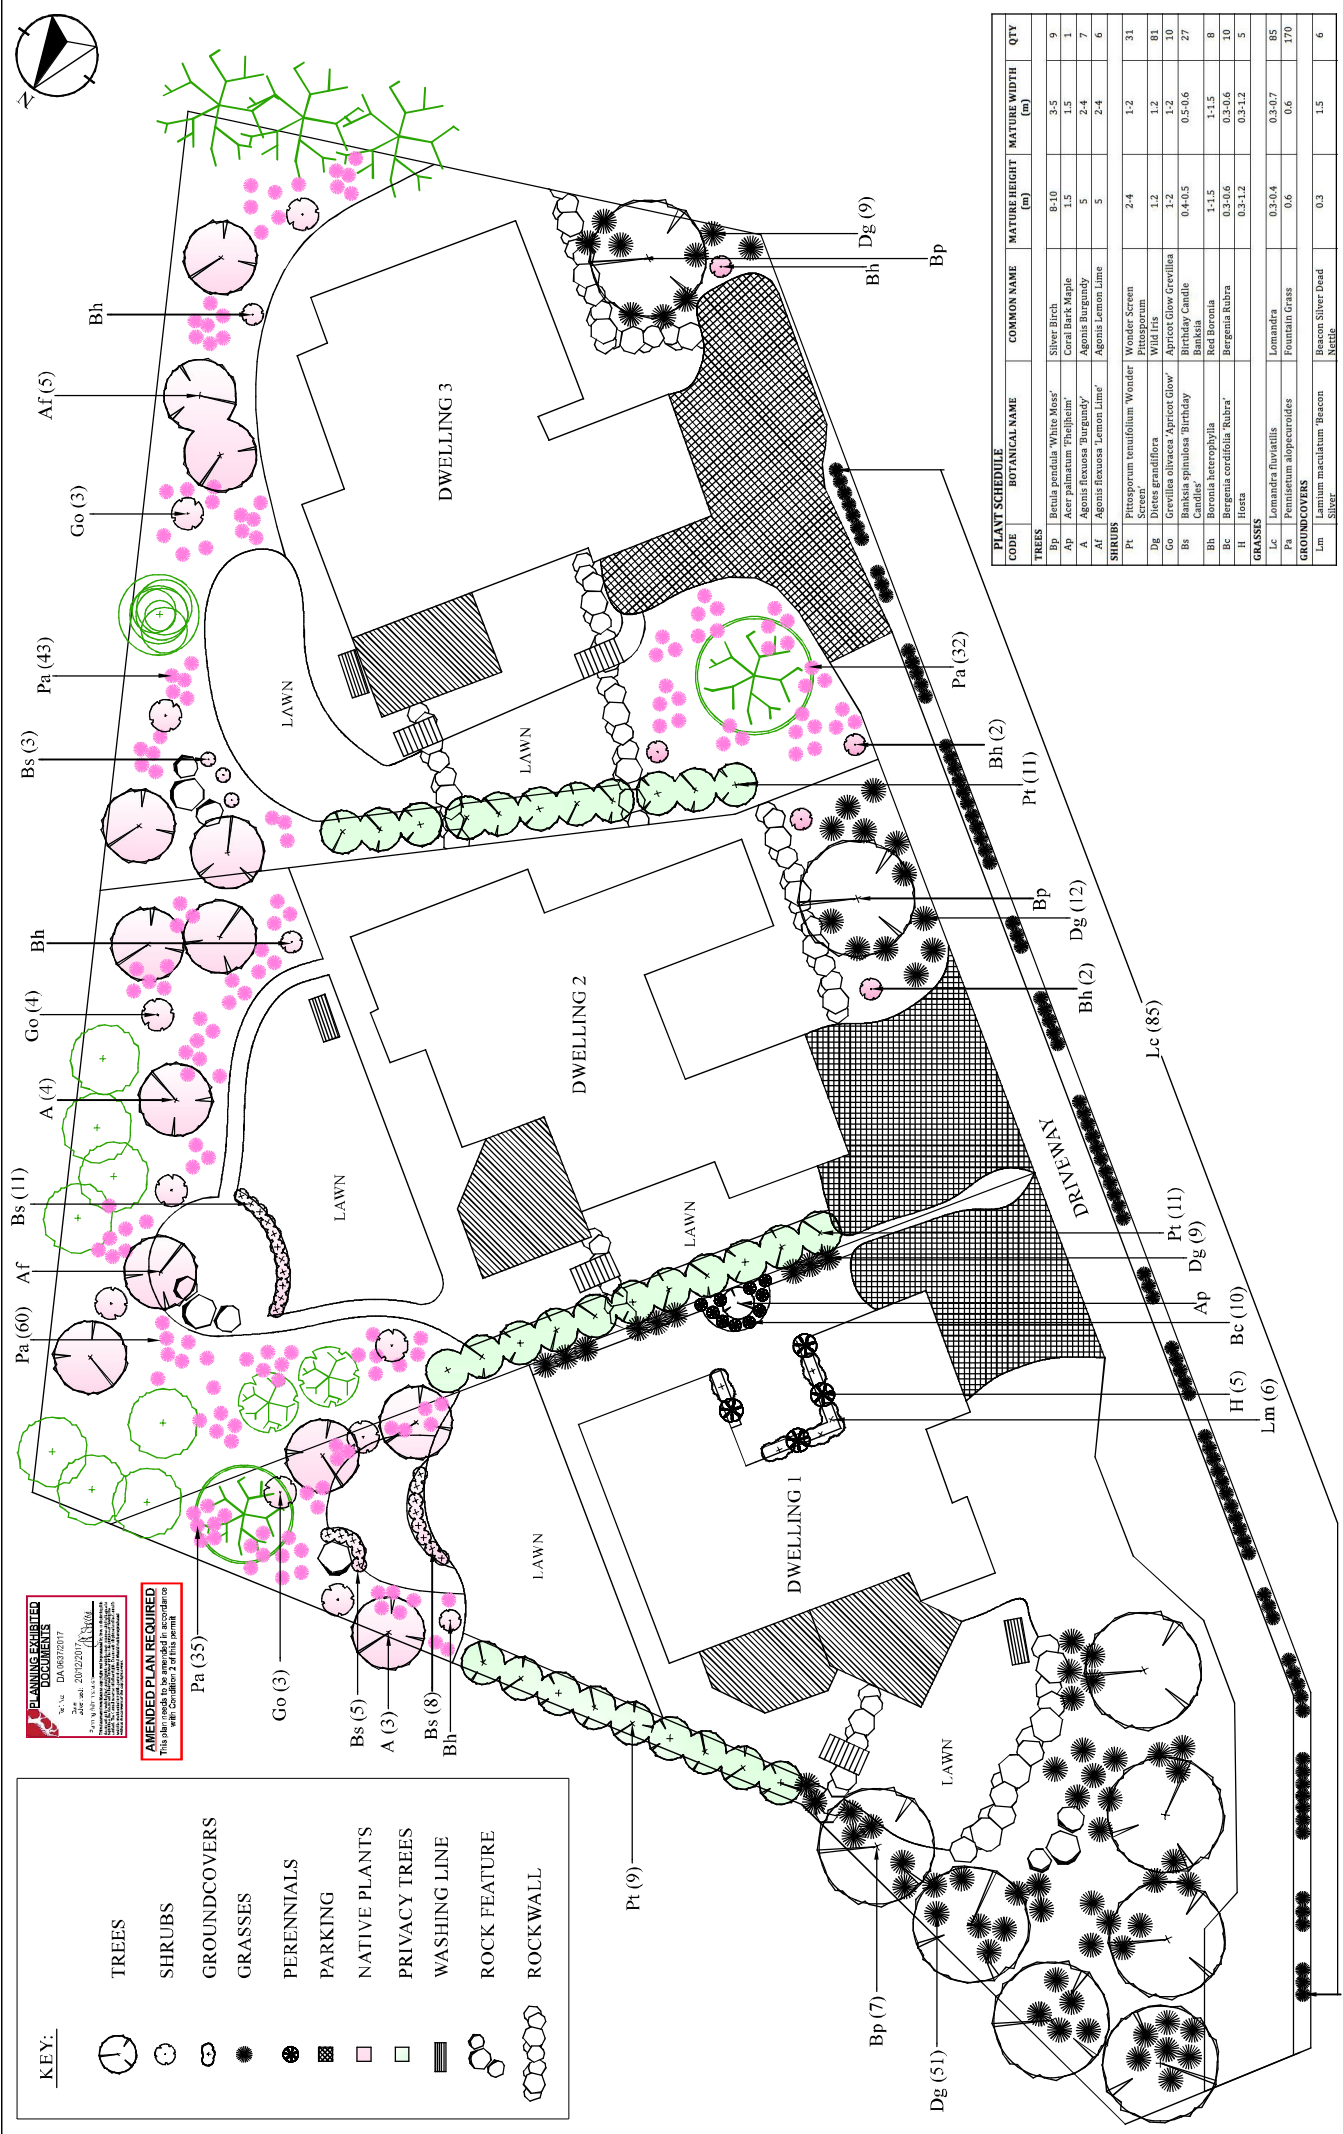 N
PLANNING EXHIBITED
DOCUMENTS
DA 0637/2017
20/12/2017
AMENDED PLAN REQUIRED
This plan needs to be amended in accordance
with Condition 2 of this permit
KEY:
TREES
SHRUBS
GROUNDCOVERS
GRASSES
PERENNIALS
PARKING
NATIVE PLANTS
PRIVACY TREES
WASHING LINE
ROCK FEATURE
ROCKWALL
Pa (35)
Go (3)
Bs (5)
A (3)
Bs (8)
Bh
Pt (9)
Bp (7)
Dg (51)
Pa (60)
Af
Bs (11)
A (4)
Go (4)
Bh
Bs (3)
Pa (43)
Go (3)
Af (5)
Bh
LAWN
LAWN
LAWN
LAWN
LAWN
LAWN
DWELLING 1
DWELLING 2
DWELLING 3
DRIVEWAY
Lm (6)
H (5)
Bc (10)
Ap
Dg (9)
Pt (11)
Lc (85)
Bh (2)
Dg (12)
Bp
Pt (11)
Bh (2)
Pa (32)
Bh
Bp
Dg (9)
PLANT SCHEDULE
CODE BOTANICAL NAME COMMON NAME MATURE HEIGHT (m) MATURE WIDTH (m) QTY
TREES
Bp Betula pendula 'White Moss' Silver Birch 8-10 3-5 9
Ap Acer palmatum 'Fheijheim' Coral Bark Maple 1.5 1.5 1
A Agonis flexuosa 'Burgundy' Agonis Burgundy 5 2-4 7
Af Agonis flexuosa 'Lemon Lime' Agonis Lemon Lime 5 2-4 6
SHRUBS
Pt Pittosporum tenuifolium 'Wonder Screen' Wonder Screen Pittosporum 2-4 1-2 31
Dg Dietes grandiflora Wild Iris 1.2 1.2 81
Go Grevillea olivacea 'Apricot Glow' Apricot Glow Grevillea 1-2 1-2 10
Bs Banksia spinulosa 'Birthday Candles' Birthday Candle Banksia 0.4-0.5 0.5-0.6 27
Bh Boronia heterophylla Red Boronia 1-1.5 1-1.5 8
Bc Bergenia cordifolia 'Rubra' Bergenia Rubra 0.3-0.6 0.3-0.6 10
H Hosta 0.3-1.2 0.3-1.2 5
GRASSES
Lc Lomandra fluviatilis Lomandra 0.3-0.4 0.3-0.7 85
Pa Pennisetum alopecuroides Fountain Grass 0.6 0.6 170
GROUNDCOVERS
Lm Lamium maculatum 'Beacon Silver Beacon Silver Dead Nettle 0.3 1.5 6